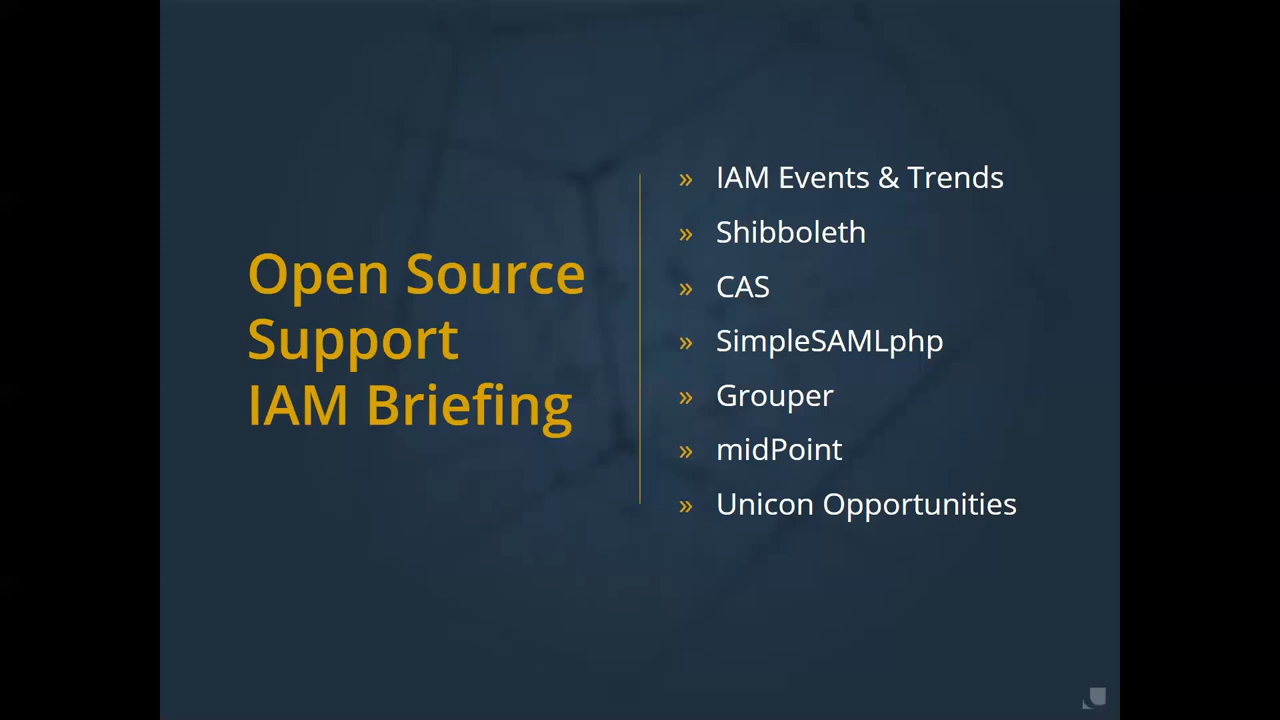 Open Source
Support
IAM Briefing
» IAM Events & Trends
» Shibboleth
» CAS
» SimpleSAMLphp
» Grouper
» midPoint
» Unicon Opportunities